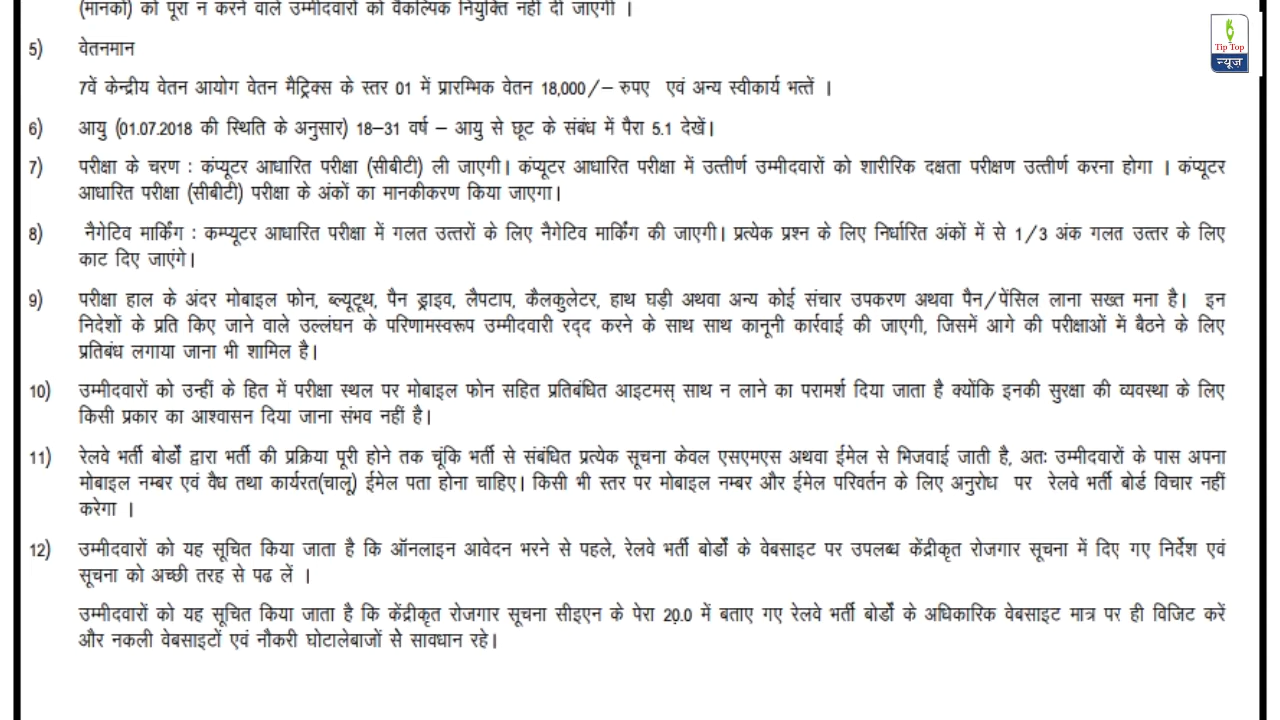 (मानकों) को पूरा न करने वाले उम्मीदवारों को वैकल्पिक नियुक्ति नहीं दी जाएगी ।
Tip Top
न्यूज
5) वेतनमान
7वें केन्द्रीय वेतन आयोग वेतन मैट्रिक्स के स्तर 01 में प्रारम्भिक वेतन 18,000/– रुपए एवं अन्य स्वीकार्य भत्तें ।
6) आयु (01.07.2018 की स्थिति के अनुसार) 18–31 वर्ष – आयु से छूट के संबंध में पैरा 5.1 देखें।
7) परीक्षा के चरण : कंप्यूटर आधारित परीक्षा (सीबीटी) ली जाएगी। कंप्यूटर आधारित परीक्षा में उत्तीर्ण उम्मीदवारों को शारीरिक दक्षता परीक्षण उत्तीर्ण करना होगा । कंप्यूटर
आधारित परीक्षा (सीबीटी) परीक्षा के अंकों का मानकीकरण किया जाएगा।
8) नैगेटिव मार्किंग : कम्प्यूटर आधारित परीक्षा में गलत उत्तरों के लिए नैगेटिव मार्किंग की जाएगी। प्रत्येक प्रश्न के लिए निर्धारित अंकों में से 1/3 अंक गलत उत्तर के लिए
काट दिए जाएंगे।
9) परीक्षा हाल के अंदर मोबाइल फोन, ब्ल्यूटूथ, पैन ड्राइव, लैपटाप, कैलकुलेटर, हाथ घड़ी अथवा अन्य कोई संचार उपकरण अथवा पैन/पेंसिल लाना सख्त मना है। इन
निदेशों के प्रति किए जाने वाले उल्लंघन के परिणामस्वरूप उम्मीदवारी रद्द करने के साथ साथ कानूनी कार्रवाई की जाएगी, जिसमें आगे की परीक्षाओं में बैठने के लिए
प्रतिबंध लगाया जाना भी शामिल है।
10) उम्मीदवारों को उन्हीं के हित में परीक्षा स्थल पर मोबाइल फोन सहित प्रतिबंधित आइटमस् साथ न लाने का परामर्श दिया जाता है क्योंकि इनकी सुरक्षा की व्यवस्था के लिए
किसी प्रकार का आश्वासन दिया जाना संभव नहीं है।
11) रेलवे भर्ती बोर्डों द्वारा भर्ती की प्रक्रिया पूरी होने तक चूंकि भर्ती से संबंधित प्रत्येक सूचना केवल एसएमएस अथवा ईमेल से भिजवाई जाती है, अतः उम्मीदवारों के पास अपना
मोबाइल नम्बर एवं वैध तथा कार्यरत(चालू) ईमेल पता होना चाहिए। किसी भी स्तर पर मोबाइल नम्बर और ईमेल परिवर्तन के लिए अनुरोध पर रेलवे भर्ती बोर्ड विचार नहीं
करेगा ।
12) उम्मीदवारों को यह सूचित किया जाता है कि ऑनलाइन आवेदन भरने से पहले, रेलवे भर्ती बोर्डों के वेबसाइट पर उपलब्ध केंद्रीकृत रोजगार सूचना में दिए गए निर्देश एवं
सूचना को अच्छी तरह से पढ लें ।
उम्मीदवारों को यह सूचित किया जाता है कि केंद्रीकृत रोजगार सूचना सीइएन के पेरा 20.0 में बताए गए रेलवे भर्ती बोर्डों के अधिकारिक वेबसाइट मात्र पर ही विजिट करें
और नकली वेबसाइटों एवं नौकरी घोटालेबाजों से सावधान रहे।